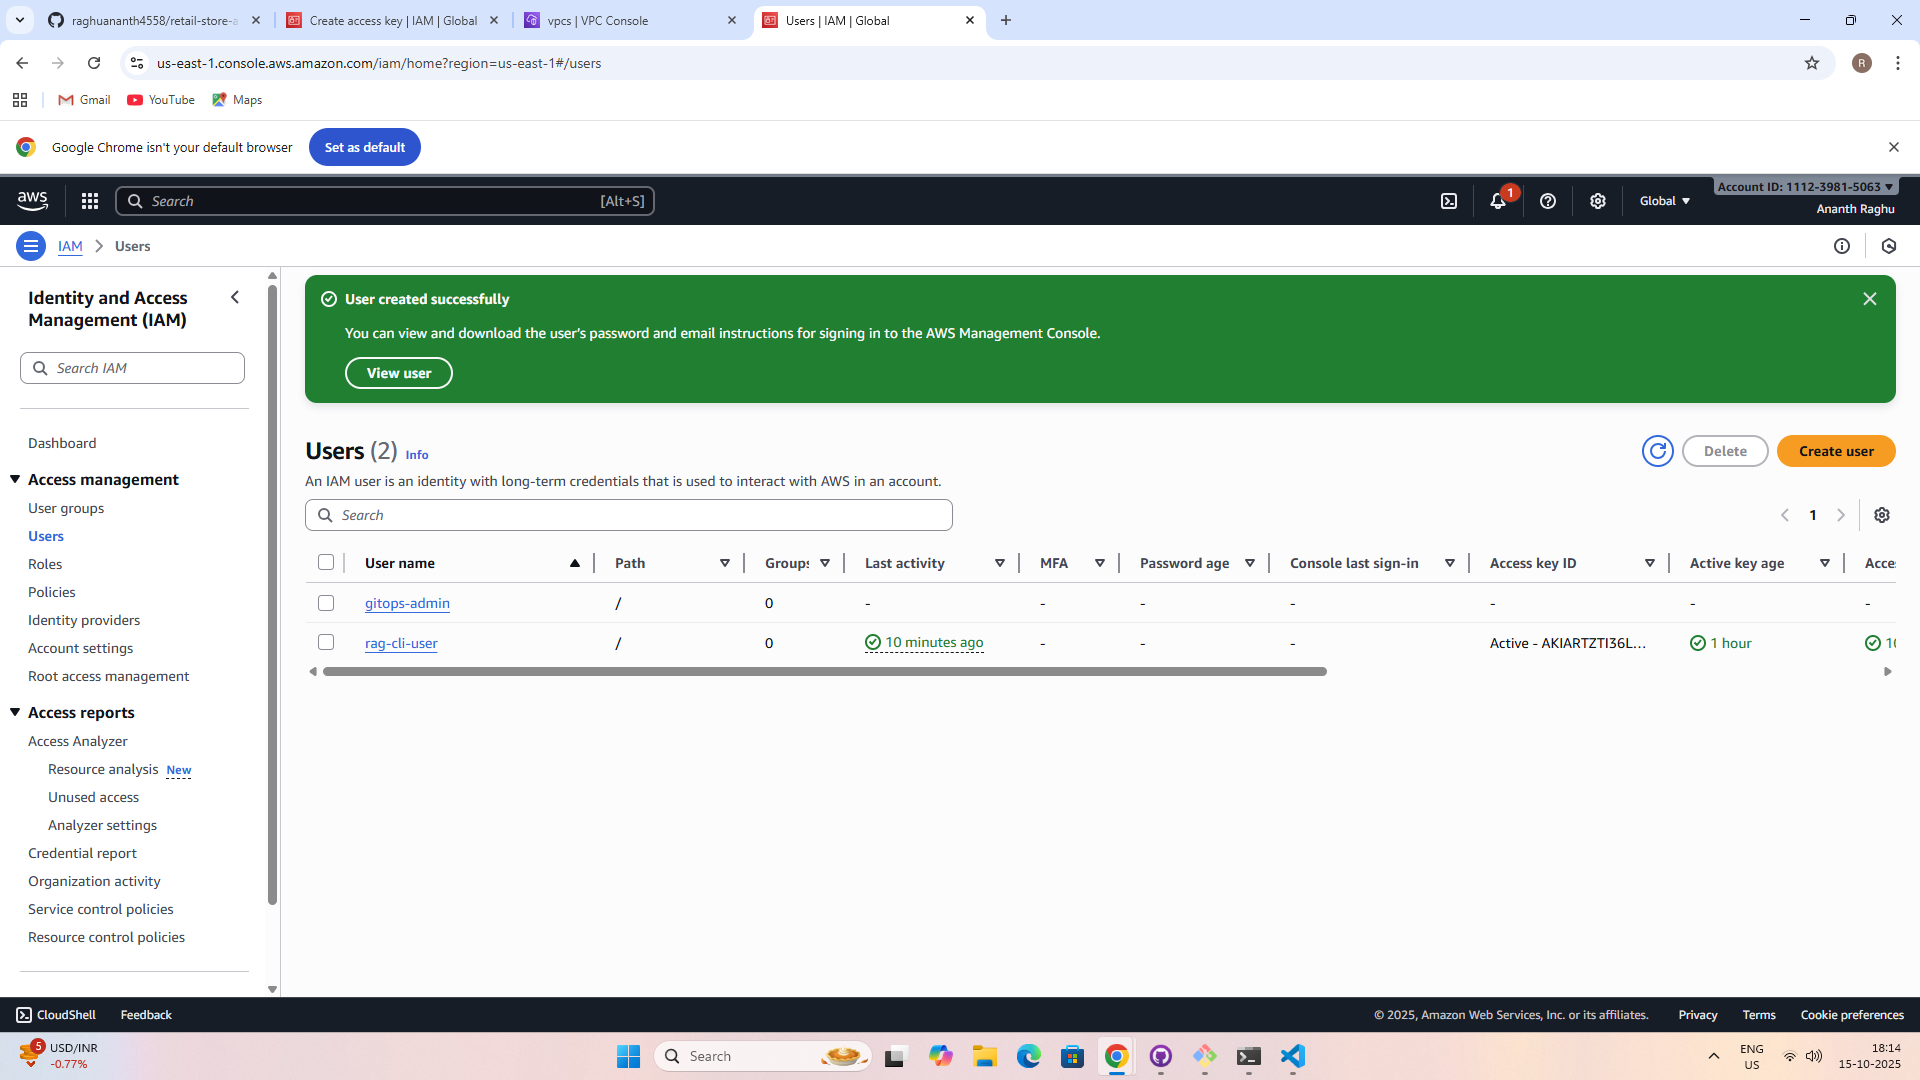 raghuananth4558/retail-store-a
Create access key | IAM | Global
vpcs | VPC Console
Users | IAM | Global
us-east-1.console.aws.amazon.com/iam/home?region=us-east-1#/users
R
Gmail
YouTube
Maps
Google Chrome isn't your default browser
Set as default
aws
Search
[Alt+S]
1
Global
Account ID: 1112-3981-5063
Ananth Raghu
IAM
Users
Identity and Access
Management (IAM)
Search IAM
Dashboard
Access management
User groups
Users
Roles
Policies
Identity providers
Account settings
Root access management
Access reports
Access Analyzer
Resource analysis New
Unused access
Analyzer settings
Credential report
Organization activity
Service control policies
Resource control policies
User created successfully
You can view and download the user's password and email instructions for signing in to the AWS Management Console.
View user
Users (2) Info
Delete
Create user
An IAM user is an identity with long-term credentials that is used to interact with AWS in an account.
Search
1
User name Path Groups Last activity MFA Password age Console last sign-in Access key ID Active key age Acces
gitops-admin / 0 - - - - - - -
rag-cli-user / 0 10 minutes ago - - - Active - AKIARTZTI36L... 1 hour 10
CloudShell
Feedback
© 2025, Amazon Web Services, Inc. or its affiliates.
Privacy
Terms
Cookie preferences
5
USD/INR
-0.77%
Search
ENG
US
18:14
15-10-2025